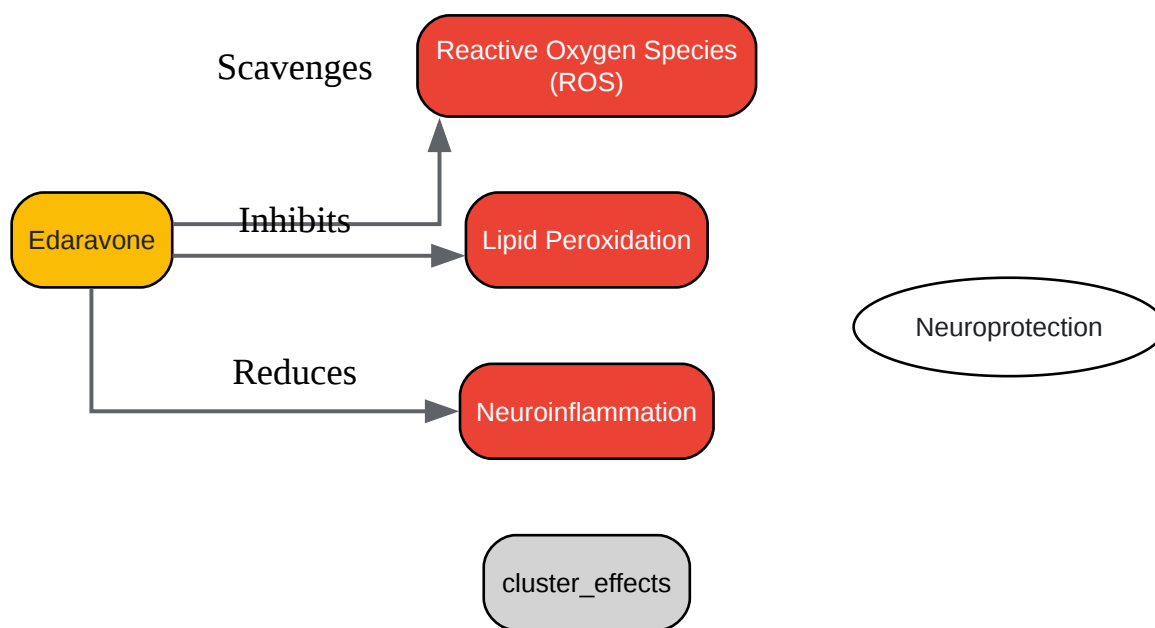 Scavenges
Reactive Oxygen Species
(ROS)
Edaravone
Inhibits
Lipid Peroxidation
Neuroprotection
Reduces
Neuroinflammation
cluster_effects